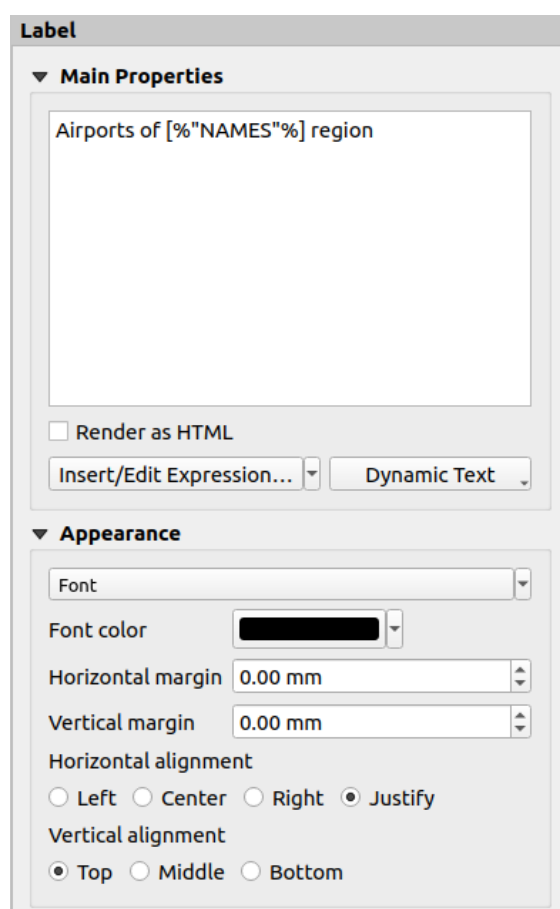 Label
Main Properties
Airports of [%"NAMES"%] region
Render as HTML
Insert/Edit Expression... Dynamic Text
Appearance
Font
Font color
Horizontal margin 0.00 mm
Vertical margin 0.00 mm
Horizontal alignment
Left Center Right Justify
Vertical alignment
Top Middle Bottom